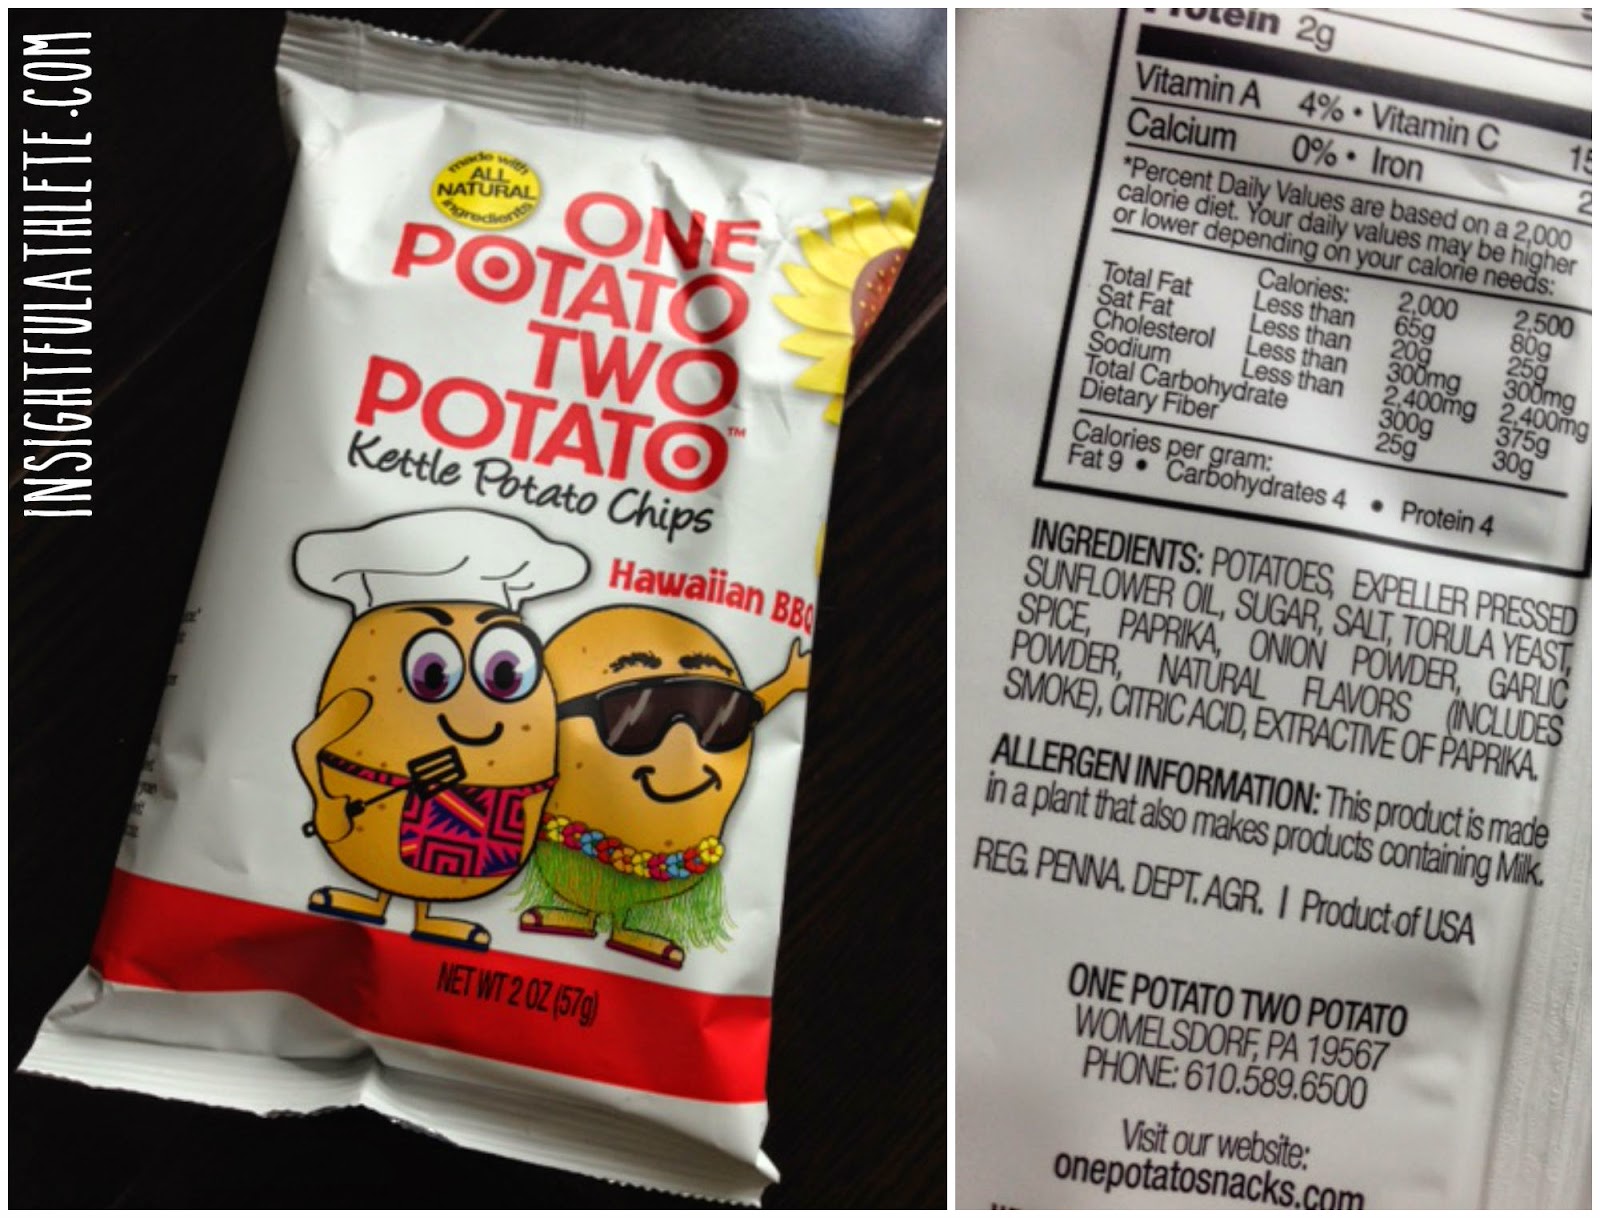 INSIGHTFULATHLETE.COM
made with
ALL
NATURAL
ingredients
ONE
POTATO
TWO
POTATO™
Kettle Potato Chips
Hawaiian BBQ
NET WT 2 OZ (57g)
Protein 2g
Vitamin A 4% • Vitamin C 15
Calcium 0% • Iron 2
*Percent Daily Values are based on a 2,000
calorie diet. Your daily values may be higher
or lower depending on your calorie needs:
Calories: 2,000 2,500
Total Fat Less than 65g 80g
Sat Fat Less than 20g 25g
Cholesterol Less than 300mg 300mg
Sodium Less than 2,400mg 2,400mg
Total Carbohydrate 300g 375g
Dietary Fiber 25g 30g
Calories per gram:
Fat 9 • Carbohydrates 4 • Protein 4
INGREDIENTS: POTATOES, EXPELLER PRESSED
SUNFLOWER OIL, SUGAR, SALT, TORULA YEAST,
SPICE, PAPRIKA, ONION POWDER, GARLIC
POWDER, NATURAL FLAVORS (INCLUDES
SMOKE), CITRIC ACID, EXTRACTIVE OF PAPRIKA.
ALLERGEN INFORMATION: This product is made
in a plant that also makes products containing Milk.
REG. PENNA. DEPT. AGR. | Product of USA
ONE POTATO TWO POTATO
WOMELSDORF, PA 19567
PHONE: 610.589.6500
Visit our website:
onepotatosnacks.com